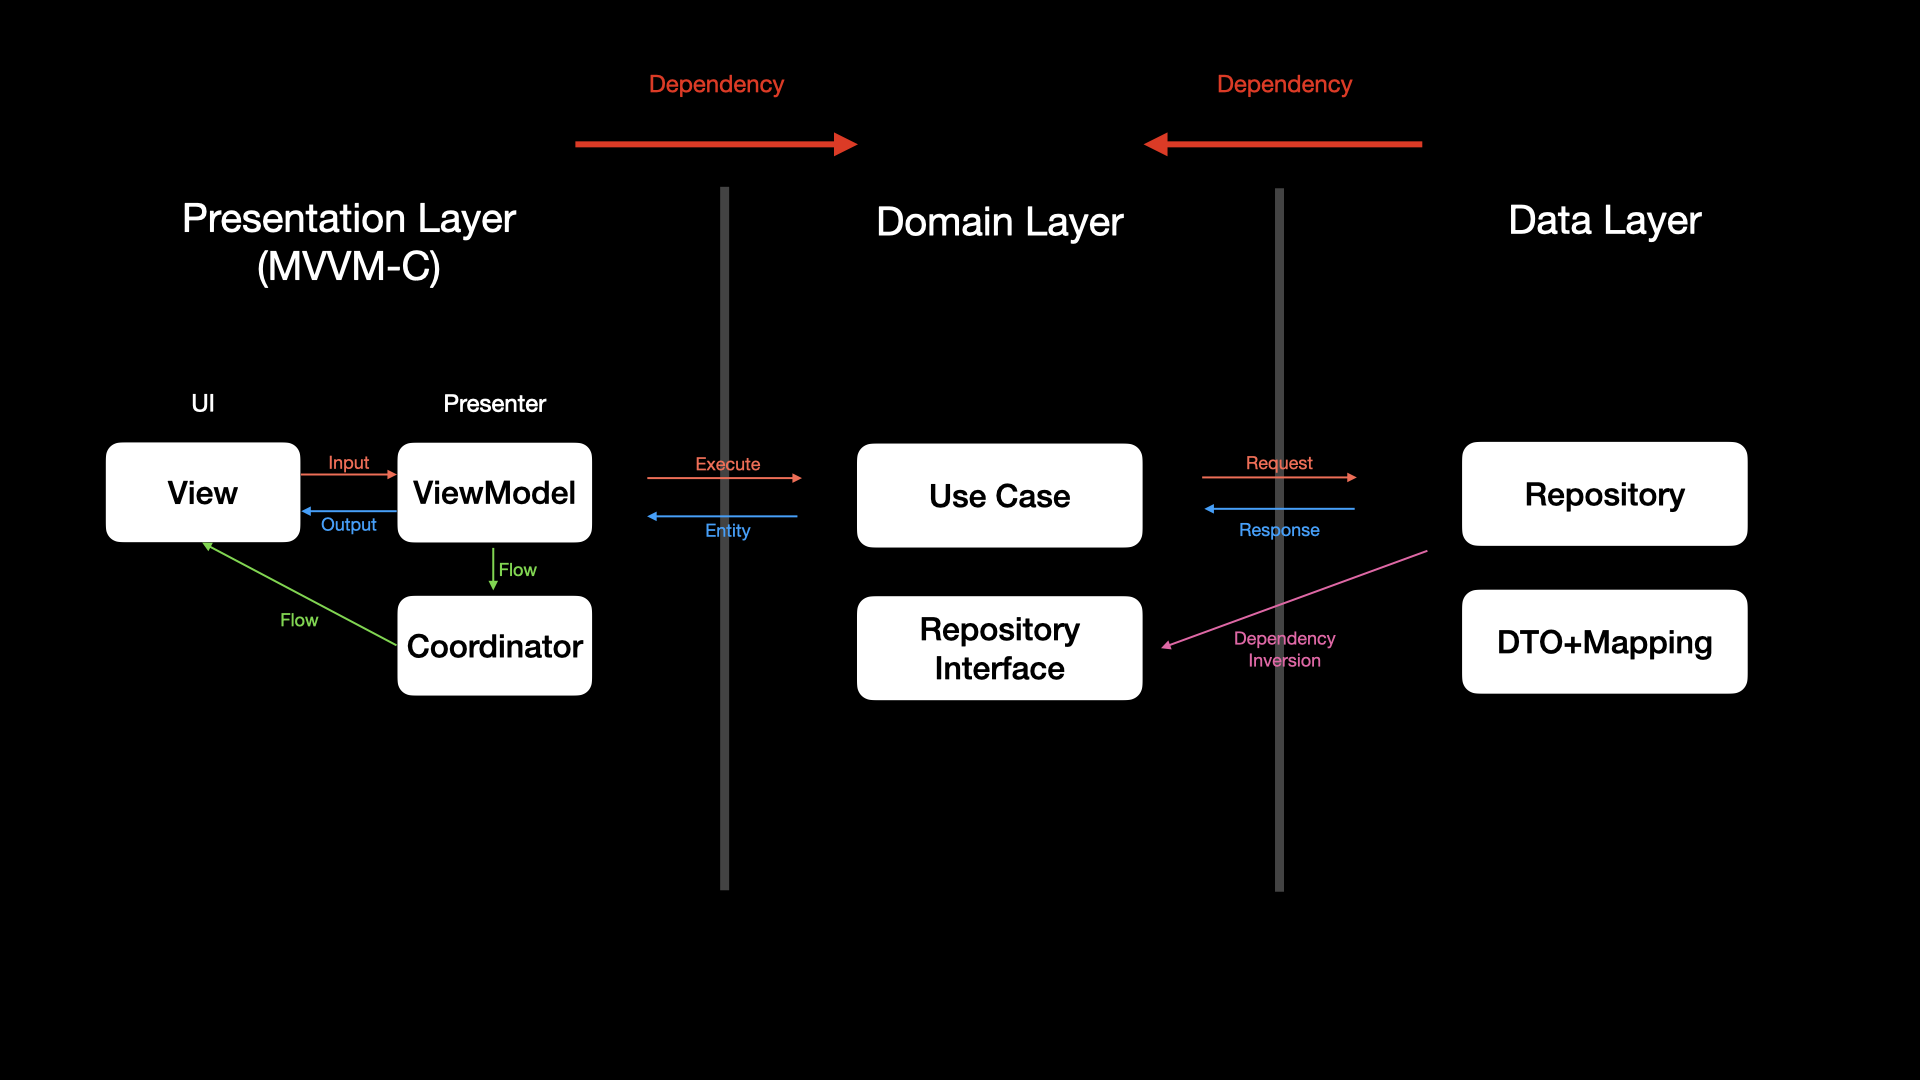 Dependency
Dependency
Presentation Layer
(MVVM-C)
Domain Layer
Data Layer
UI
Presenter
View
Input
Output
ViewModel
Execute
Entity
Use Case
Request
Response
Repository
Flow
Flow
Coordinator
Repository
Interface
Dependency
Inversion
DTO+Mapping